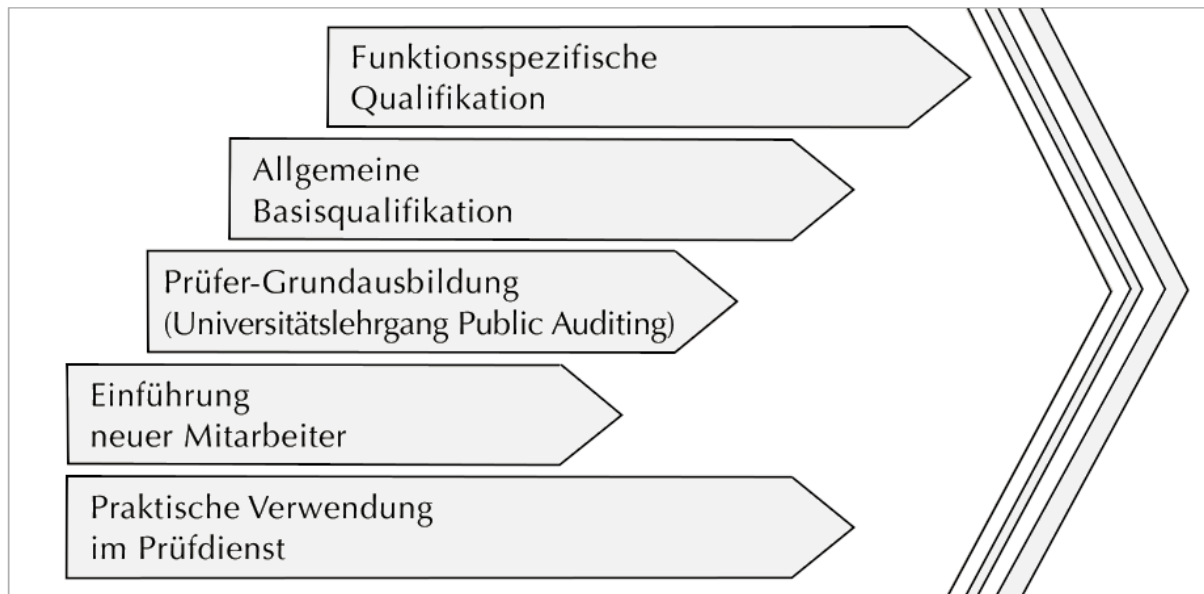 Funktionsspezifische
Qualifikation
Allgemeine
Basisqualifikation
Prüfer-Grundausbildung
(Universitätslehrgang Public Auditing)
Einführung
neuer Mitarbeiter
Praktische Verwendung
im Prüfdienst